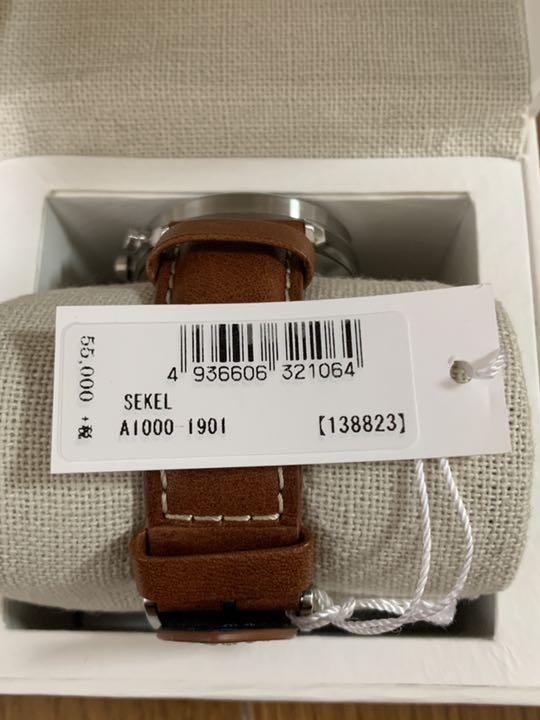 4 936606 321064
SEKEL
A1000-1901 【138823】
55,000 +税